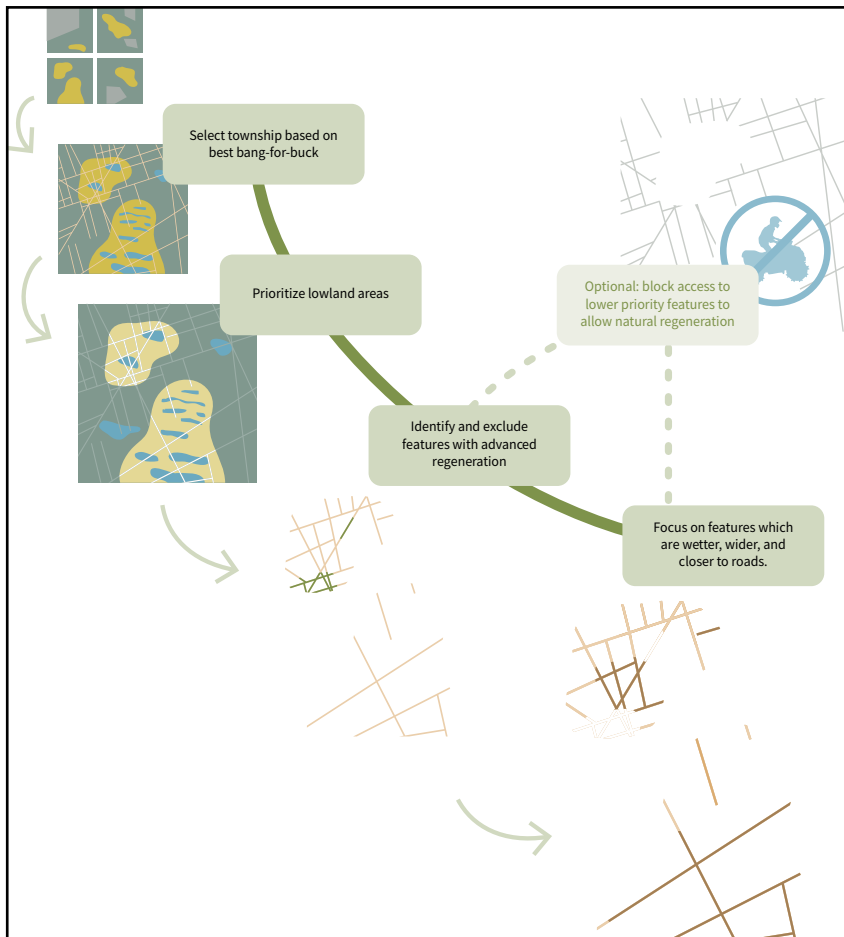 Select township based on
best bang-for-buck
Prioritize lowland areas
Optional: block access to
lower priority features to
allow natural regeneration
Identify and exclude
features with advanced
regeneration
Focus on features which
are wetter, wider, and
closer to roads.